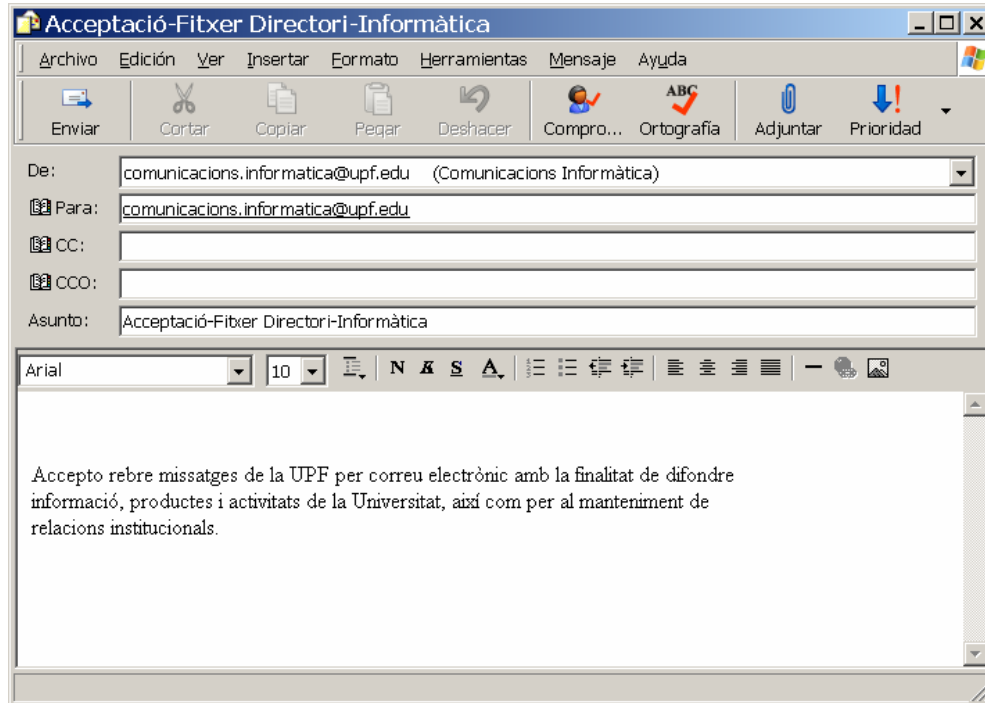 Acceptació-Fitxer Directori-Informàtica
Archivo Edición Ver Insertar Formato Herramientas Mensaje Ayuda
Enviar Cortar Copiar Pegar Deshacer Compro... ABC Ortografía Adjuntar Prioridad
De: comunicacions.informatica@upf.edu (Comunicacions Informàtica)
Para: comunicacions.informatica@upf.edu
CC:
CCO:
Asunto: Acceptació-Fitxer Directori-Informàtica
Arial 10 N K S A
Accepto rebre missatges de la UPF per correu electrònic amb la finalitat de difondre
informació, productes i activitats de la Universitat, així com per al manteniment de
relacions institucionals.